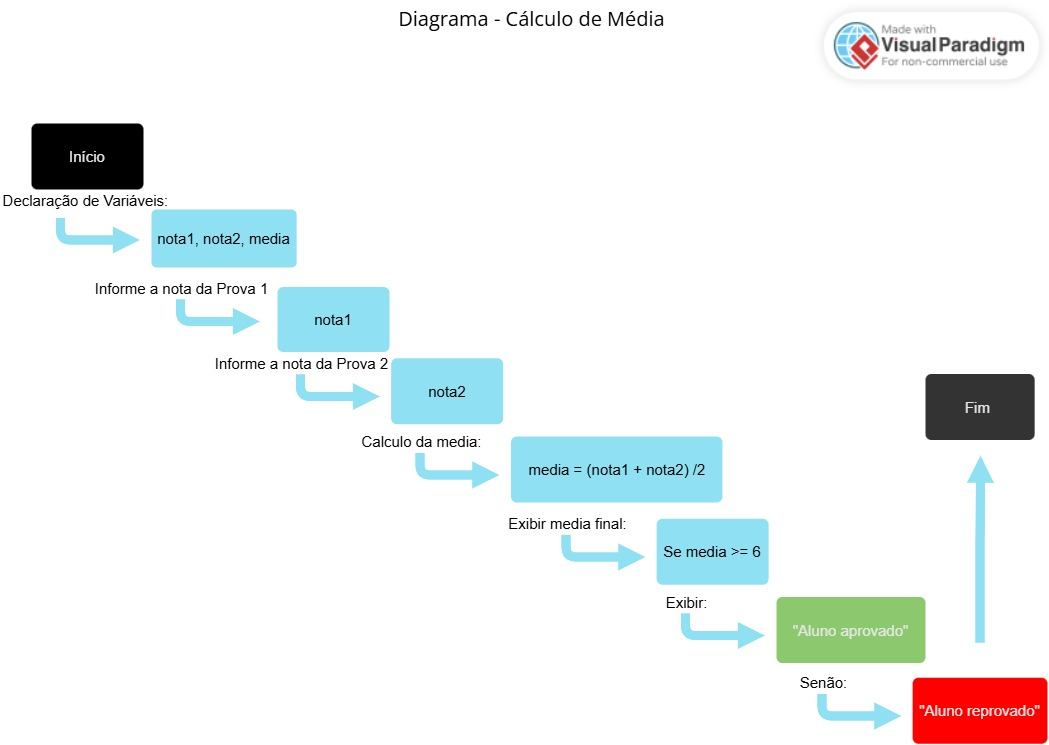 Diagrama - Cálculo de Média
Made with
Visual Paradigm
For non-commercial use
Início
Declaração de Variáveis:
nota1, nota2, media
Informe a nota da Prova 1
nota1
Informe a nota da Prova 2
nota2
Calculo da media:
media = (nota1 + nota2) /2
Exibir media final:
Se media >= 6
Exibir:
"Aluno aprovado"
Senão:
"Aluno reprovado"
Fim